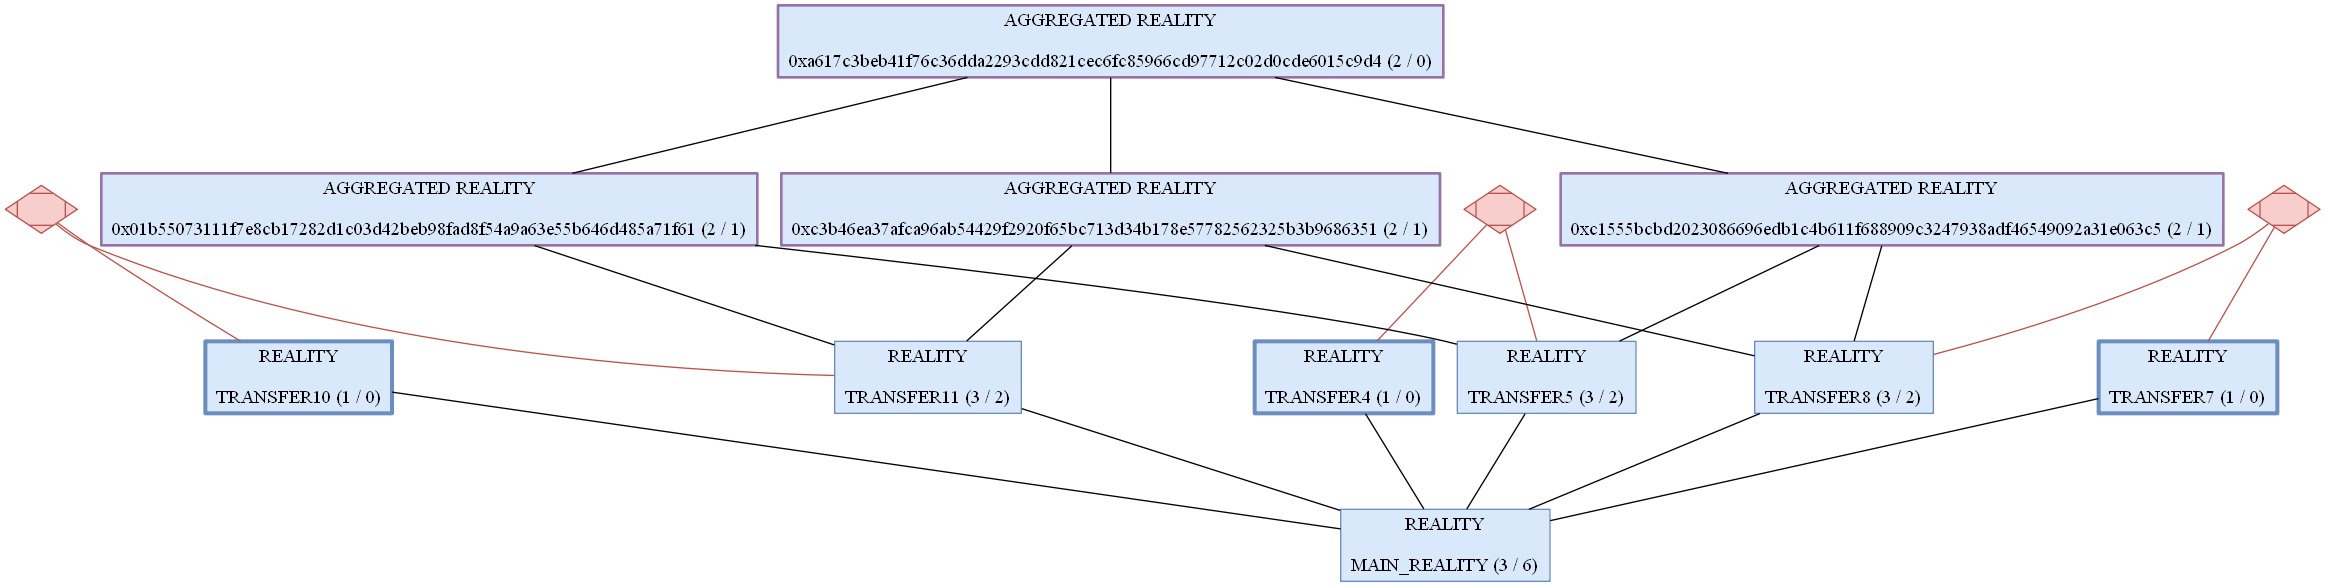 AGGREGATED REALITY
0xa617c3beb41f76c36dda2293cdd821cec6fc85966cd97712c02d0cde6015c9d4 (2 / 0)
AGGREGATED REALITY
0x01b55073111f7e8cb17282d1c03d42beb98fad8f54a9a63e55b646d485a71f61 (2 / 1)
AGGREGATED REALITY
0xc3b46ea37afca96ab54429f2920f65bc713d34b178e57782562325b3b9686351 (2 / 1)
AGGREGATED REALITY
0xc1555bcbd2023086696edb1c4b611f688909c3247938adf46549092a31e063c5 (2 / 1)
REALITY
TRANSFER10 (1 / 0)
REALITY
TRANSFER11 (3 / 2)
REALITY
TRANSFER4 (1 / 0)
REALITY
TRANSFER5 (3 / 2)
REALITY
TRANSFER8 (3 / 2)
REALITY
TRANSFER7 (1 / 0)
REALITY
MAIN_REALITY (3 / 6)